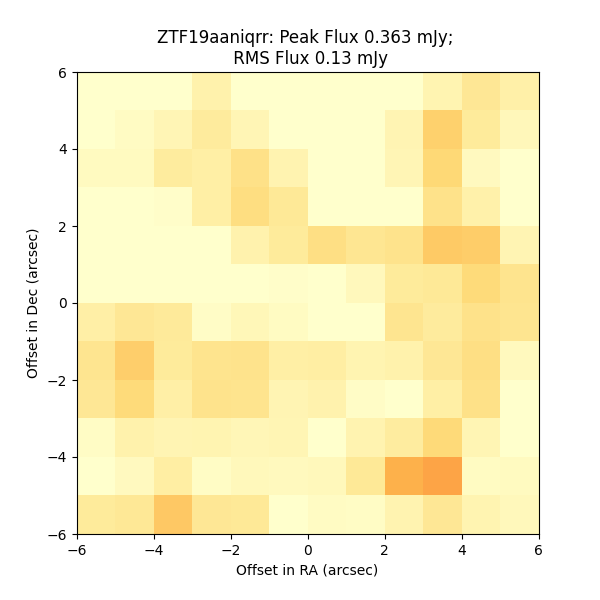 ZTF19aaniqrr: Peak Flux 0.363 mJy;
RMS Flux 0.13 mJy
6
4
2
0
−2
−4
−6
Offset in Dec (arcsec)
−6 −4 −2 0 2 4 6
Offset in RA (arcsec)